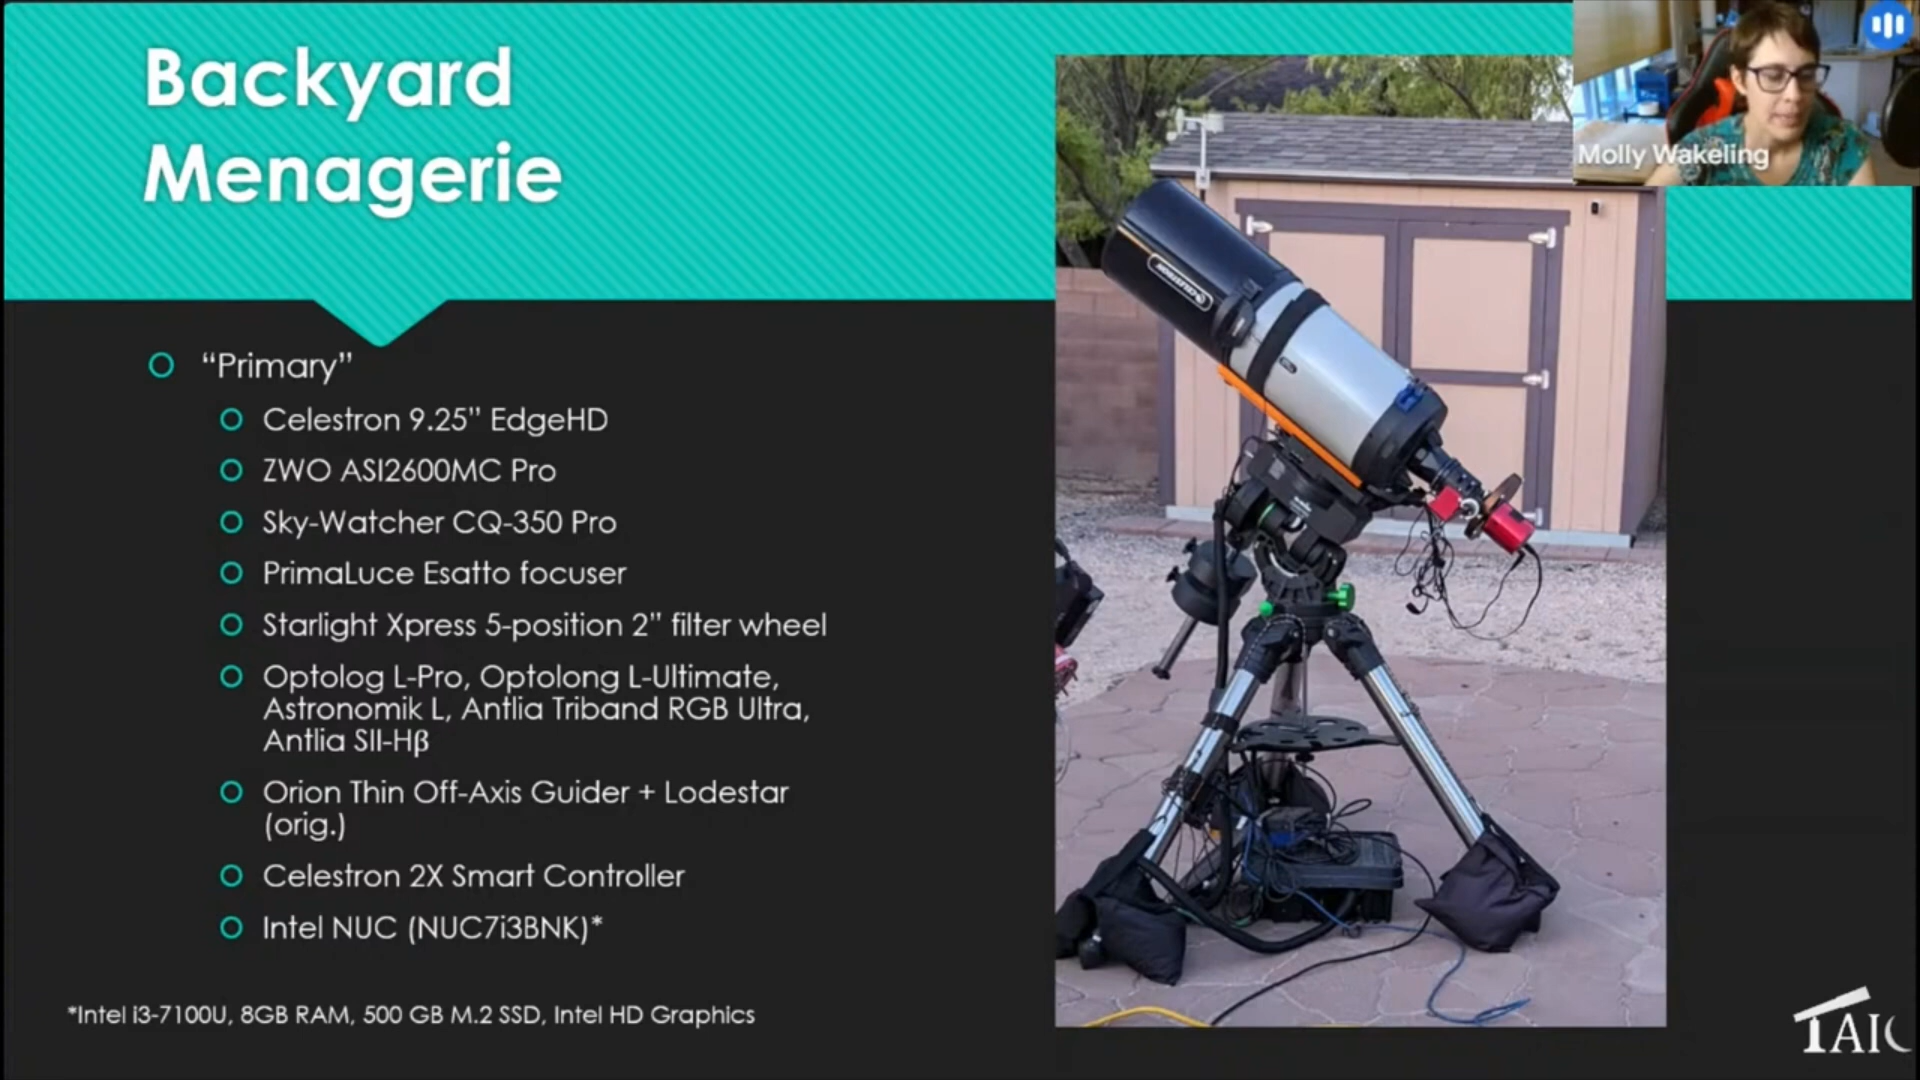 Backyard
Menagerie
Molly Wakeling
“Primary”
Celestron 9.25” EdgeHD
ZWO ASI2600MC Pro
Sky-Watcher CQ-350 Pro
PrimaLuce Esatto focuser
Starlight Xpress 5-position 2” filter wheel
Optolog L-Pro, Optolong L-Ultimate,
Astronomik L, Antlia Triband RGB Ultra,
Antlia SII-Hβ
Orion Thin Off-Axis Guider + Lodestar
(orig.)
Celestron 2X Smart Controller
Intel NUC (NUC7i3BNK)*
*Intel i3-7100U, 8GB RAM, 500 GB M.2 SSD, Intel HD Graphics
CELESTRON
TAIC